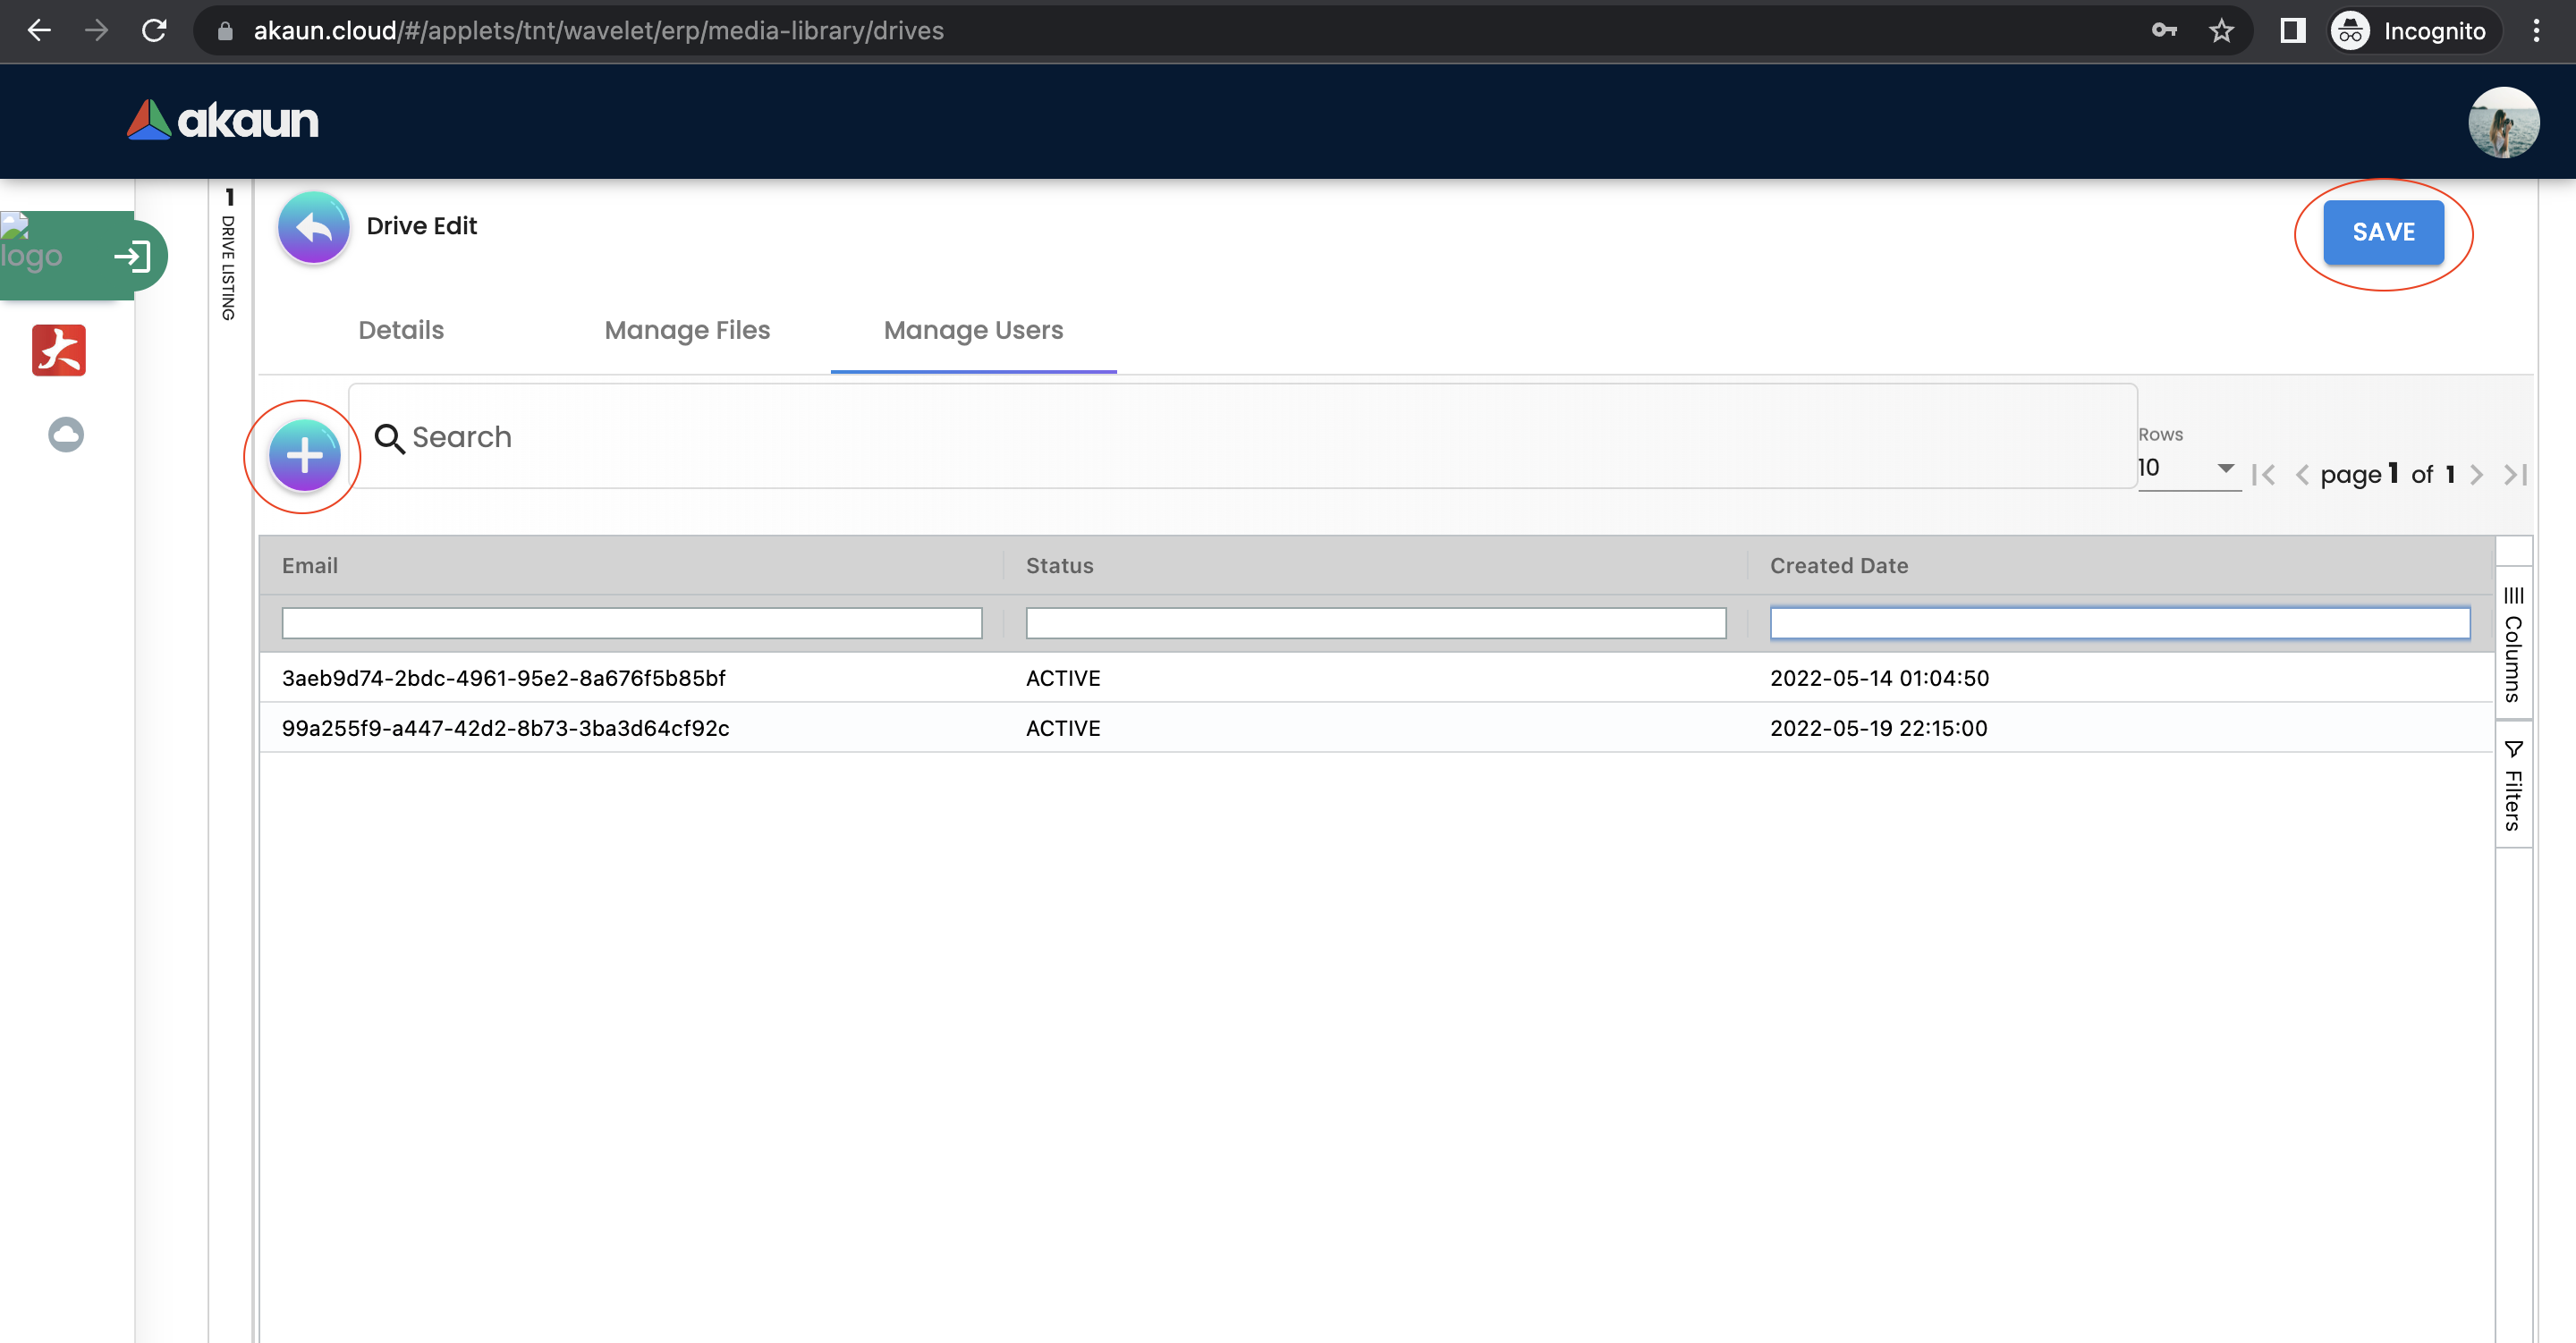 akaun.cloud/#/applets/tnt/wavelet/erp/media-library/drives
Incognito
akaun
logo
1 DRIVE LISTING
Drive Edit
SAVE
Details Manage Files Manage Users
Search
Rows
10
page 1 of 1
Email Status Created Date
3aeb9d74-2bdc-4961-95e2-8a676f5b85bf ACTIVE 2022-05-14 01:04:50
99a255f9-a447-42d2-8b73-3ba3d64cf92c ACTIVE 2022-05-19 22:15:00
Columns
Filters